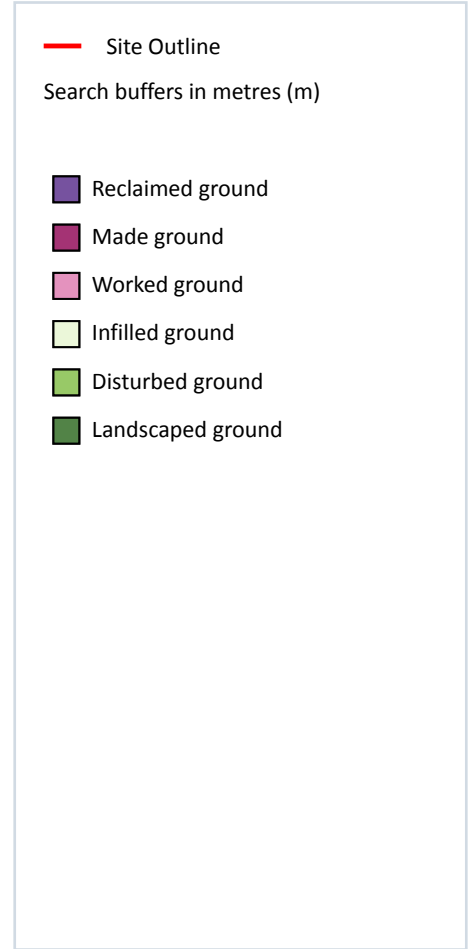 Site Outline
Search buffers in metres (m)
Reclaimed ground
Made ground
Worked ground
Infilled ground
Disturbed ground
Landscaped ground